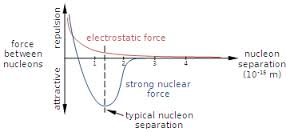 repulsion
electrostatic force
force
between
nucleons
1
2
3
4
nucleon
separation
(10⁻¹⁵ m)
attractive
strong nuclear
force
typical nucleon
separation